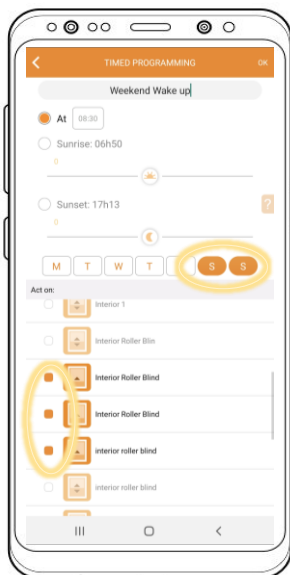 TIMED PROGRAMMING OK
Weekend Wake up
At 08:30
Sunrise: 06h50
0
Sunset: 17h13
?
0
M T W T S S
Act on:
Interior 1
Interior Roller Blin
Interior Roller Blind
Interior Roller Blind
interior roller blind
interior roller blind